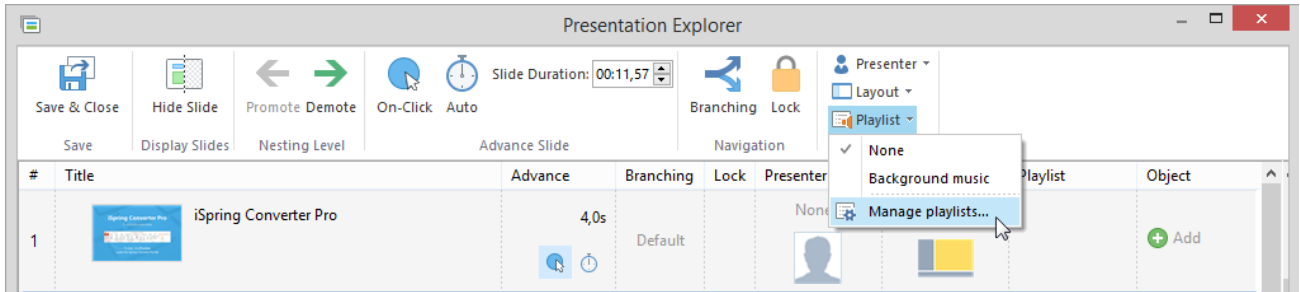 Presentation Explorer
Save & Close
Hide Slide
Promote Demote
On-Click Auto
Slide Duration: 00:11,57
Branching Lock
Presenter
Layout
Playlist
Save
Display Slides
Nesting Level
Advance Slide
Navigation
None
Background music
Manage playlists...
# Title Advance Branching Lock Presenter Playlist Object
1
iSpring Converter Pro
iSpring Converter Pro
4,0s
Default
None
Add